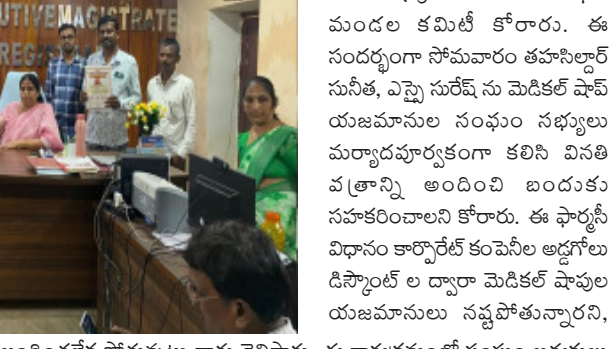 UTIVE MAGISTRATE
REGIS
మండల కమిటీ కోరారు. ఈ
సందర్భంగా సోమవారం తహసిల్దార్
సునీత, ఎస్సై సురేష్ ను మెడికల్ షాప్
యజమానుల సంఘం సభ్యులు
మర్యాదపూర్వకంగా కలిసి వినతి
పత్రాన్ని అందించి బందుకు
సహకరించాలని కోరారు. ఈ ఫార్మసీ
విధానం కార్పొరేట్ కంపెనీల అడ్డగోలు
డిస్కౌంట్ ల ద్వారా మెడికల్ షాపుల
యజమానులు నష్టపోతున్నారని,